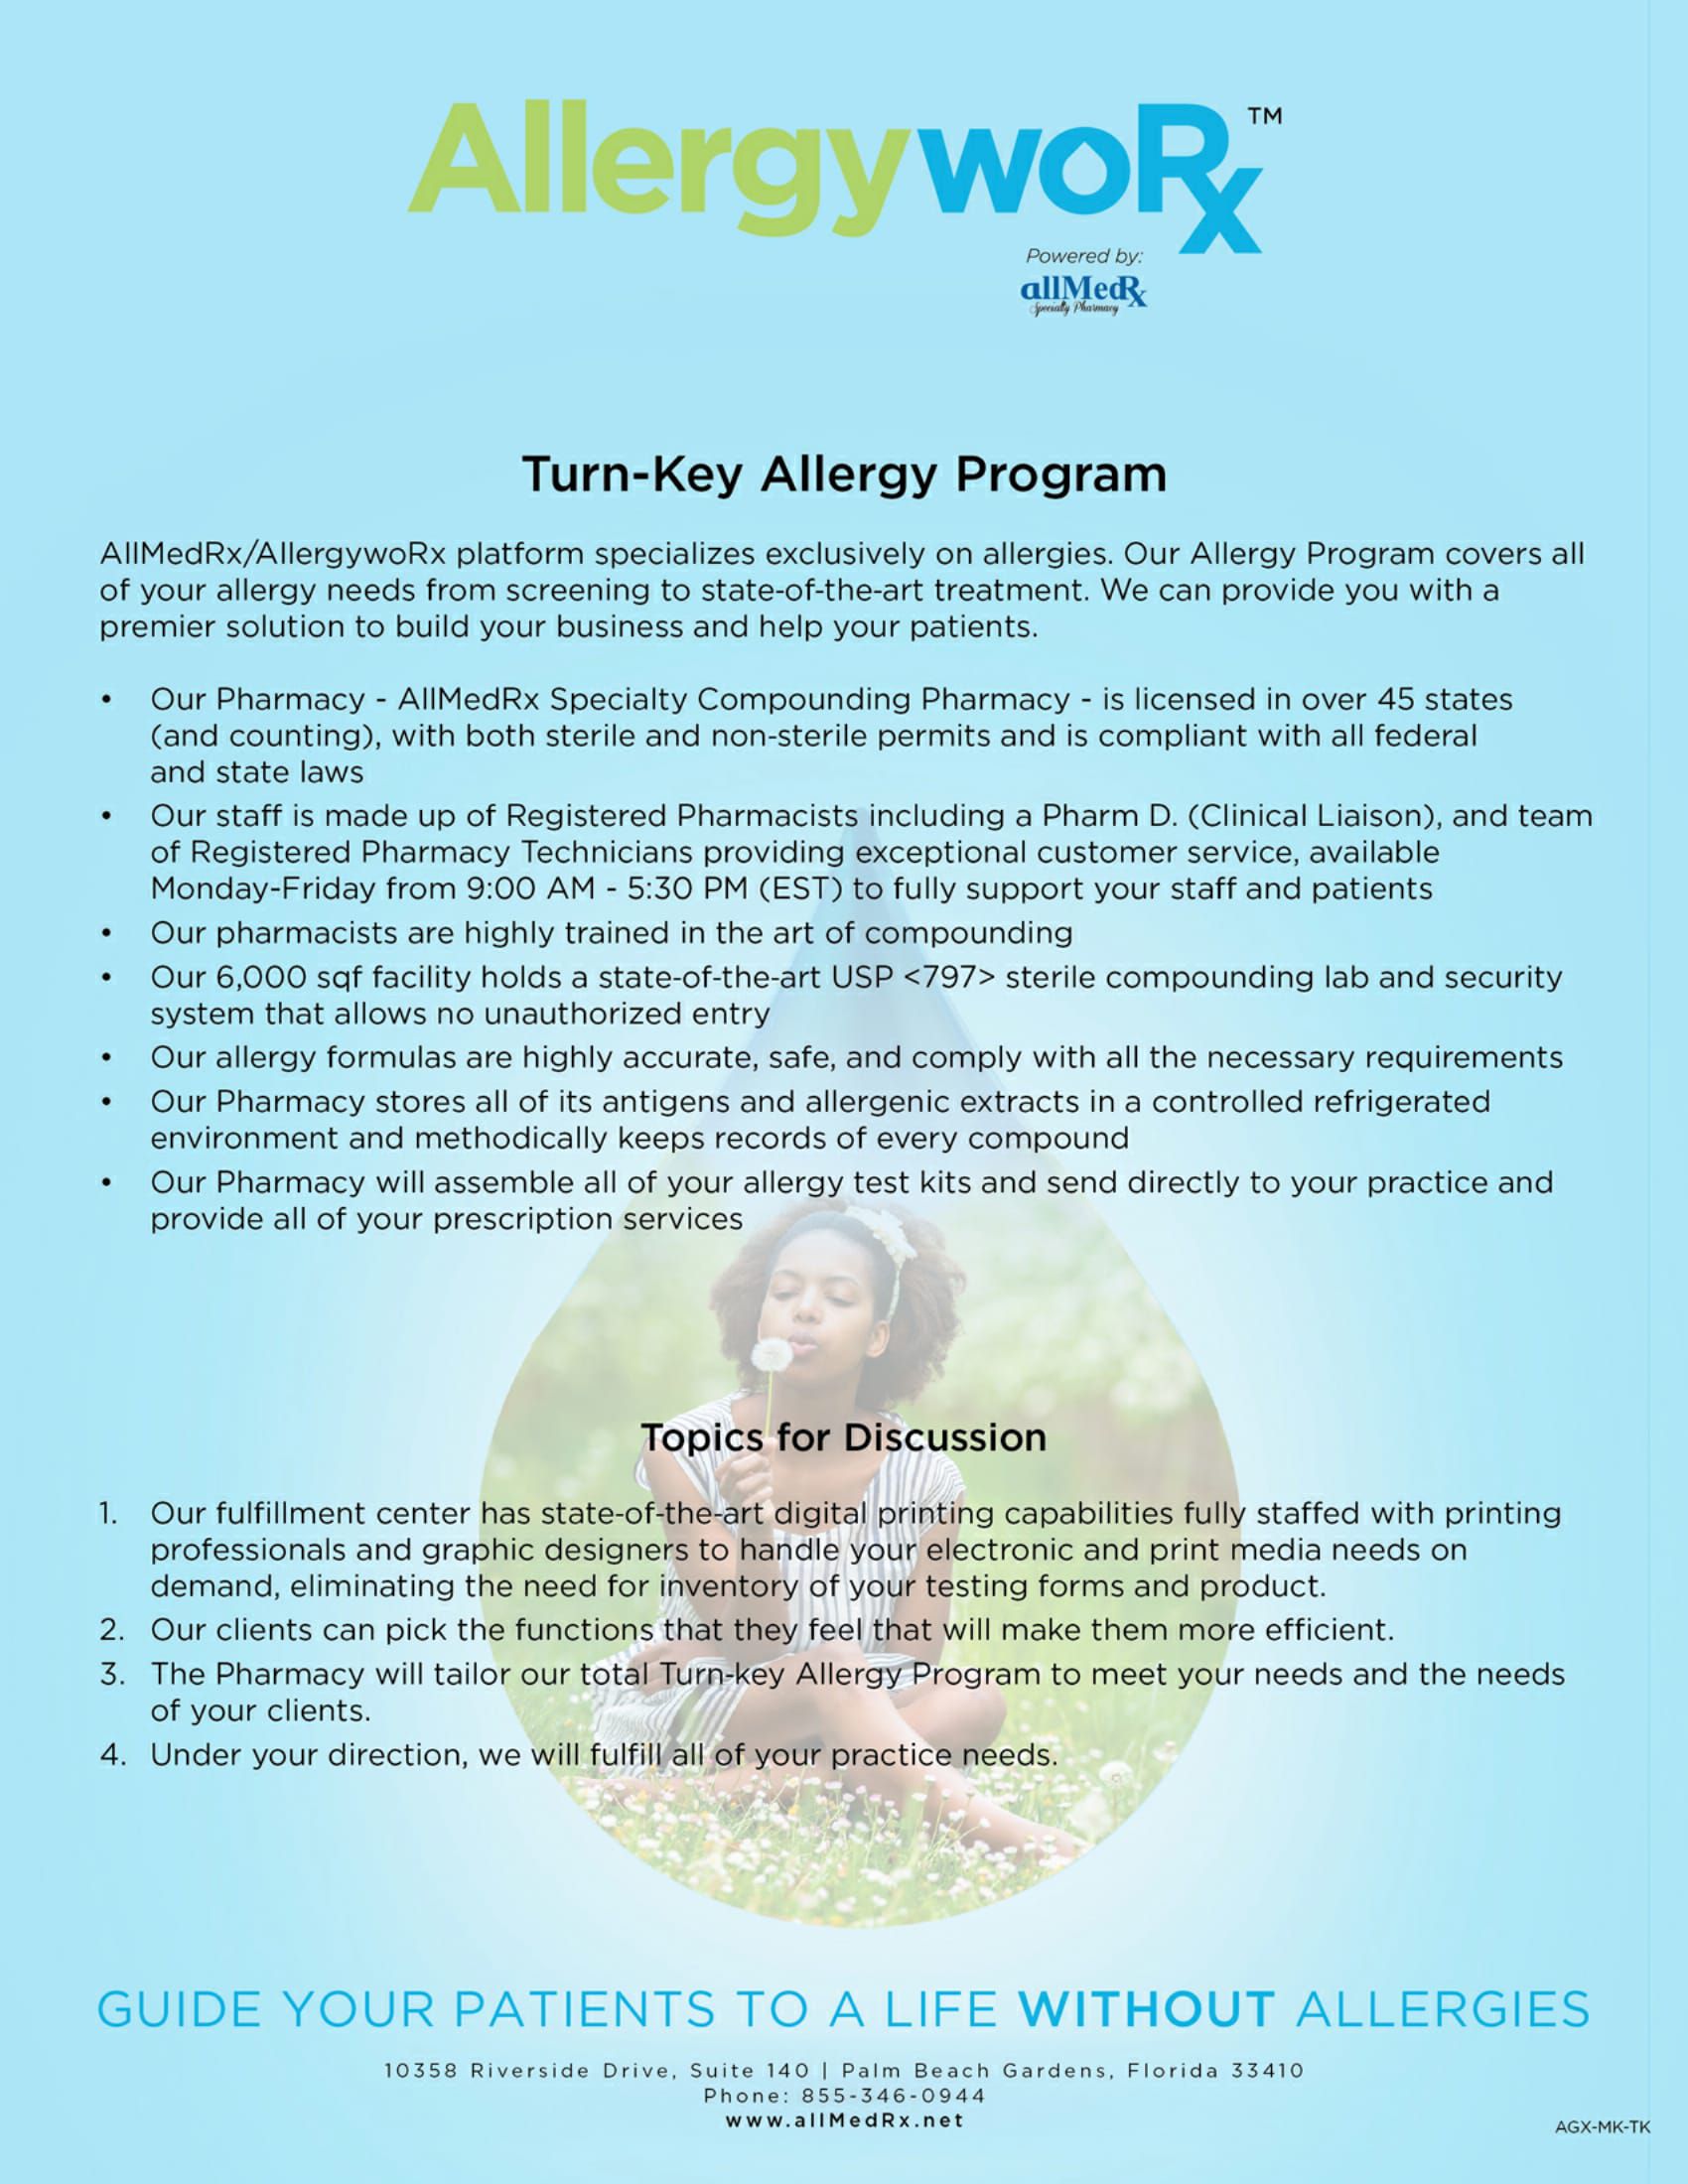 AllergywoRx™
Powered by:
allMedRx
Specialty Pharmacy
Turn-Key Allergy Program
AllMedRx/AllergywoRx platform specializes exclusively on allergies. Our Allergy Program covers all
of your allergy needs from screening to state-of-the-art treatment. We can provide you with a
premier solution to build your business and help your patients.
• Our Pharmacy - AllMedRx Specialty Compounding Pharmacy - is licensed in over 45 states
(and counting), with both sterile and non-sterile permits and is compliant with all federal
and state laws
• Our staff is made up of Registered Pharmacists including a Pharm D. (Clinical Liaison), and team
of Registered Pharmacy Technicians providing exceptional customer service, available
Monday-Friday from 9:00 AM - 5:30 PM (EST) to fully support your staff and patients
• Our pharmacists are highly trained in the art of compounding
• Our 6,000 sqf facility holds a state-of-the-art USP <797> sterile compounding lab and security
system that allows no unauthorized entry
• Our allergy formulas are highly accurate, safe, and comply with all the necessary requirements
• Our Pharmacy stores all of its antigens and allergenic extracts in a controlled refrigerated
environment and methodically keeps records of every compound
• Our Pharmacy will assemble all of your allergy test kits and send directly to your practice and
provide all of your prescription services
Topics for Discussion
1. Our fulfillment center has state-of-the-art digital printing capabilities fully staffed with printing
professionals and graphic designers to handle your electronic and print media needs on
demand, eliminating the need for inventory of your testing forms and product.
2. Our clients can pick the functions that they feel that will make them more efficient.
3. The Pharmacy will tailor our total Turn-key Allergy Program to meet your needs and the needs
of your clients.
4. Under your direction, we will fulfill all of your practice needs.
GUIDE YOUR PATIENTS TO A LIFE WITHOUT ALLERGIES
10358 Riverside Drive, Suite 140 | Palm Beach Gardens, Florida 33410
Phone: 855-346-0944
www.allMedRx.net
AGX-MK-TK